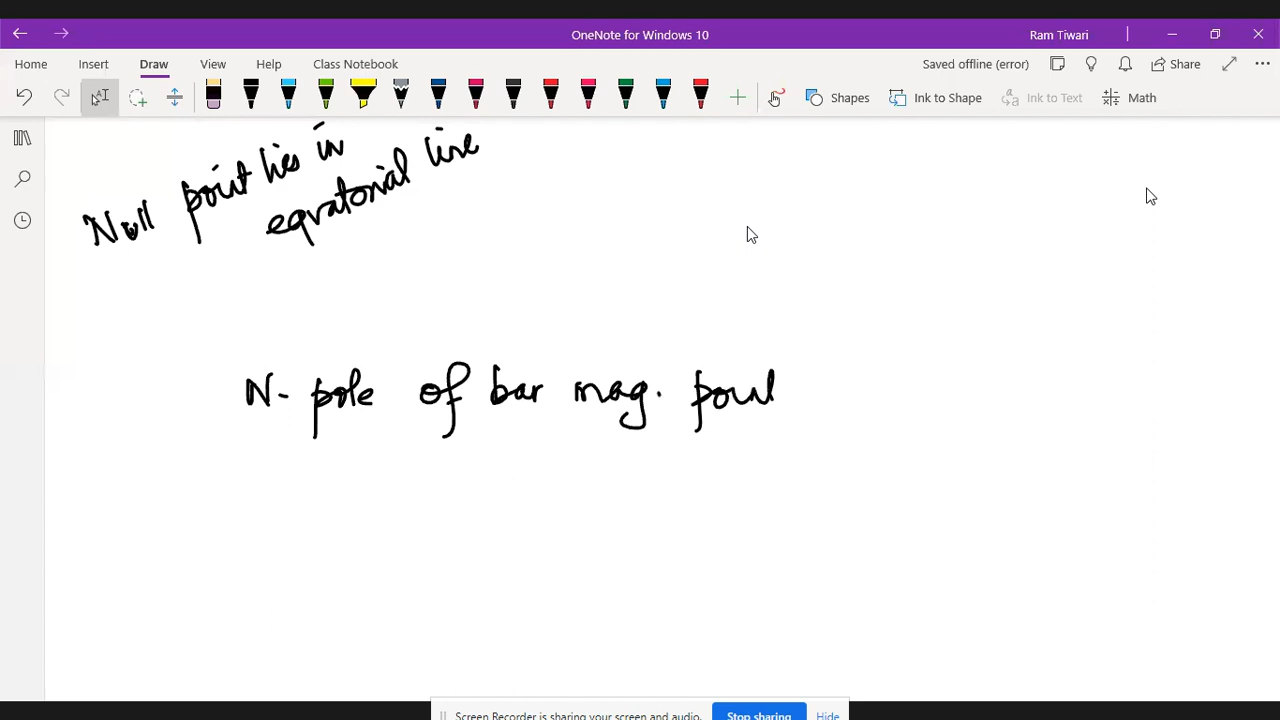 OneNote for Windows 10
Ram Tiwari
Home Insert Draw View Help Class Notebook
Saved offline (error)
Share
Shapes
Ink to Shape
Ink to Text
Math
Null point lies in
equatorial line
N- pole of bar mag.
Screen Recorder is sharing your screen and audio.
Stop sharing
Hide